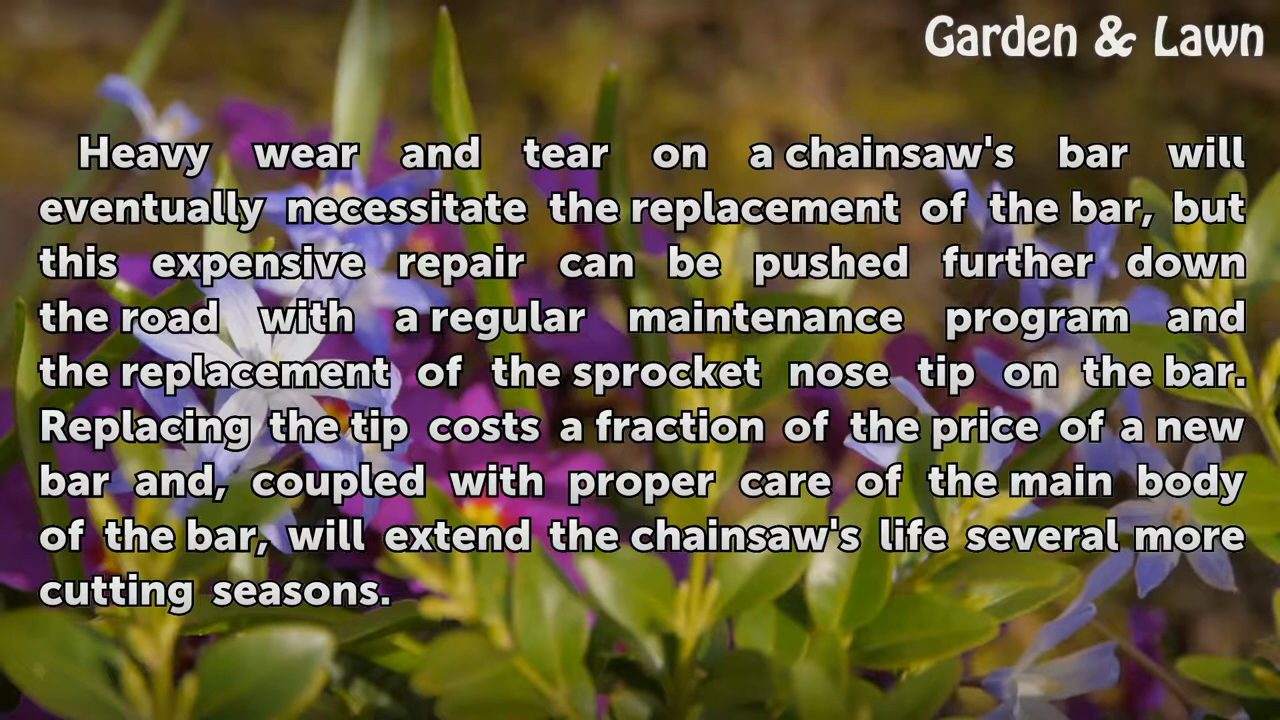 Garden & Lawn
Heavy wear and tear on a chainsaw's bar will
eventually necessitate the replacement of the bar, but
this expensive repair can be pushed further down
the road with a regular maintenance program and
the replacement of the sprocket nose tip on the bar.
Replacing the tip costs a fraction of the price of a new
bar and, coupled with proper care of the main body
of the bar, will extend the chainsaw's life several more
cutting seasons.